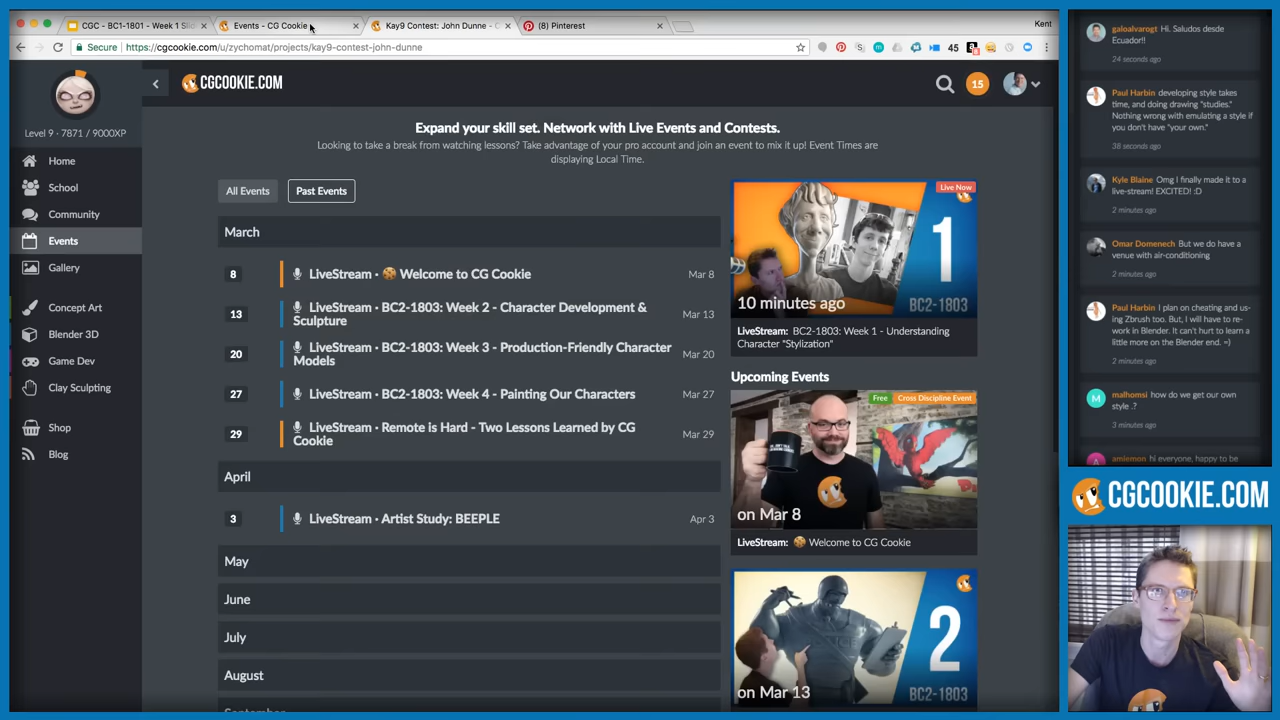 CGC - BC1-1801 - Week 1 Slid
Events - CG Cookie
Kay9 Contest: John Dunne - C
(8) Pinterest
Kent
Secure
https://cgcookie.com/u/zychomat/projects/kay9-contest-john-dunne
45
CGCOOKIE.COM
15
Level 9 - 7871 / 9000XP
Home
School
Community
Events
Gallery
Concept Art
Blender 3D
Game Dev
Clay Sculpting
Shop
Blog
Expand your skill set. Network with Live Events and Contests.
Looking to take a break from watching lessons? Take advantage of your pro account and join an event to mix it up! Event Times are
displaying Local Time.
All Events
Past Events
March
8 LiveStream · 🍪 Welcome to CG Cookie Mar 8
13 LiveStream · BC2-1803: Week 2 - Character Development &
Sculpture Mar 13
20 LiveStream · BC2-1803: Week 3 - Production-Friendly Character
Models Mar 20
27 LiveStream · BC2-1803: Week 4 - Painting Our Characters Mar 27
29 LiveStream · Remote is Hard - Two Lessons Learned by CG
Cookie Mar 29
April
3 LiveStream · Artist Study: BEEPLE Apr 3
May
June
July
August
Live Now
1
10 minutes ago
BC2-1803
LiveStream: BC2-1803: Week 1 - Understanding
Character "Stylization"
Upcoming Events
Free
Cross Discipline Event
on Mar 8
LiveStream: 🍪 Welcome to CG Cookie
2
on Mar 13
BC2-1803
galoalvarogt Hi. Saludos desde
Ecuador!!
24 seconds ago
Paul Harbin developing style takes
time, and doing drawing "studies."
Nothing wrong with emulating a style if
you don't have "your own."
38 seconds ago
Kyle Blaine Omg I finally made it to a
live-stream! EXCITED! :D
2 minutes ago
Omar Domenech But we do have a
venue with air-conditioning
2 minutes ago
Paul Harbin I plan on cheating and us-
ing Zbrush too. But, I will have to re-
work in Blender. It can't hurt to learn a
little more on the Blender end. =)
2 minutes ago
M
malhomsi how do we get our own
style .?
3 minutes ago
amiemon hi everyone, happy to be
CGCOOKIE.COM